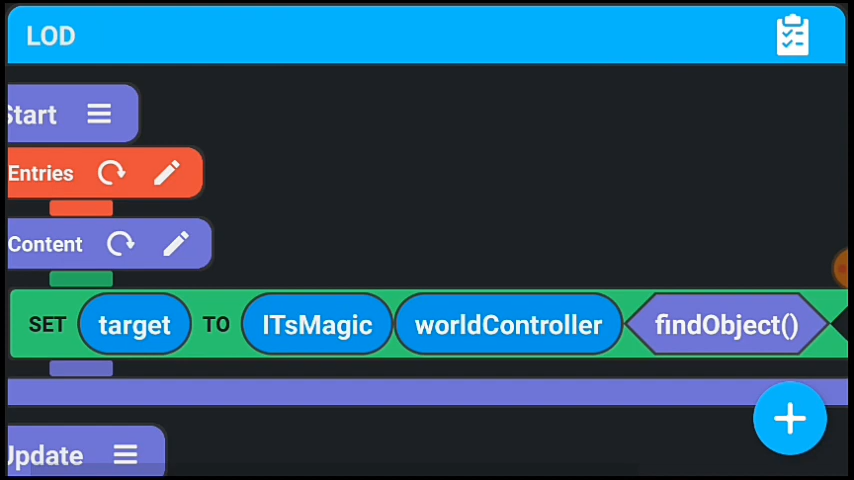 LOD
Start
Entries
Content
SET target TO ITsMagic worldController findObject()
Update